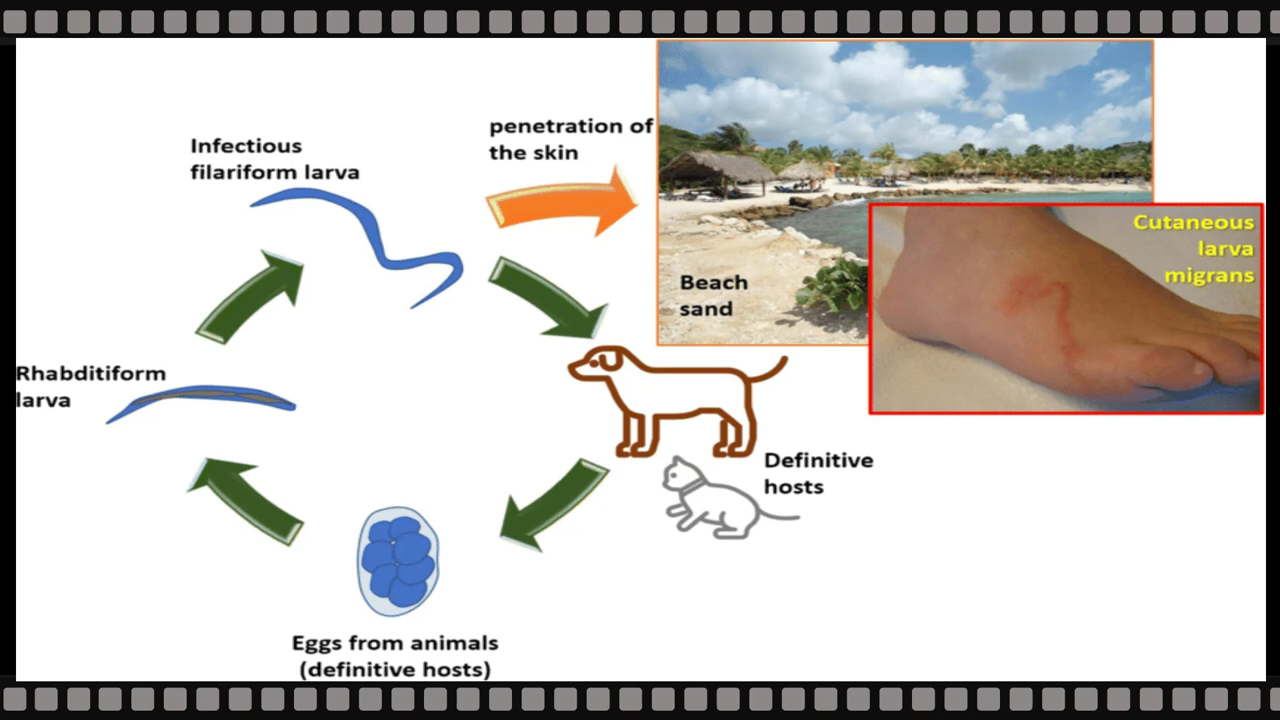 Infectious
filariform larva
penetration of
the skin
Beach
sand
Cutaneous
larva
migrans
Rhabditiform
larva
Definitive
hosts
Eggs from animals
(definitive hosts)